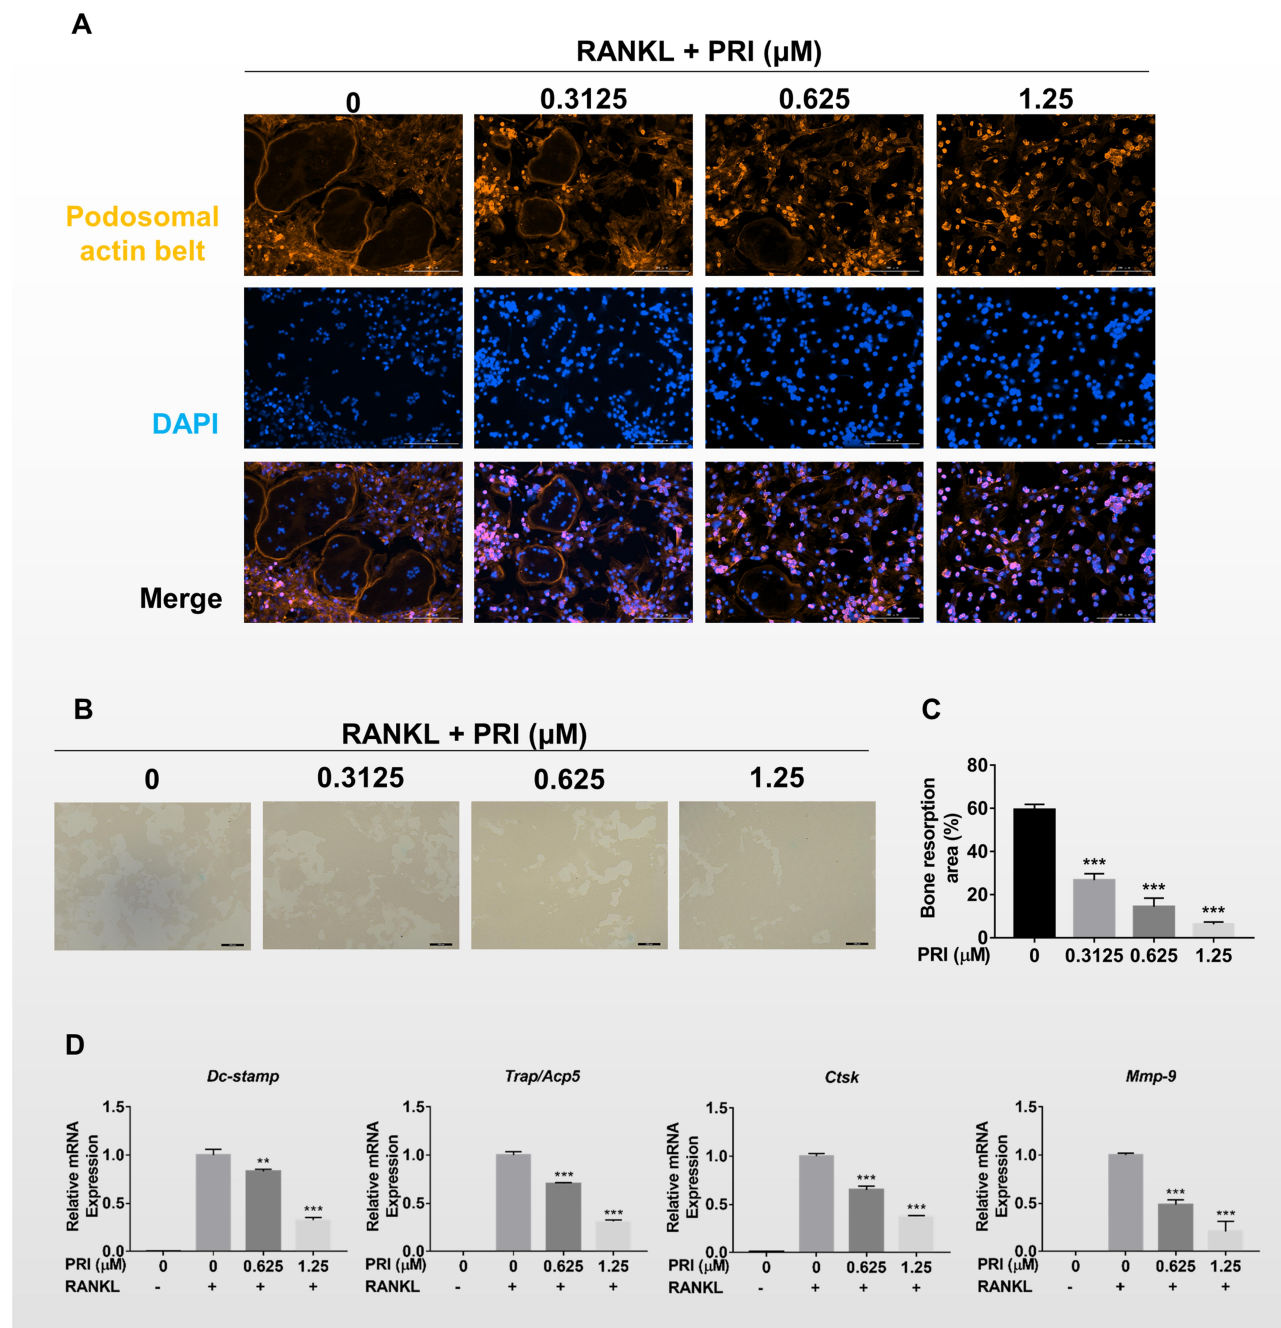 A
RANKL + PRI (μM)
0 0.3125 0.625 1.25
Podosomal
actin belt
DAPI
Merge
B
RANKL + PRI (μM)
0 0.3125 0.625 1.25
C
Bone resorption
area (%)
80
60
40
20
0
***
***
***
PRI (μM) 0 0.3125 0.625 1.25
D
Dc-stamp
Relative mRNA
Expression
1.5
1.0
0.5
0.0
**
***
PRI (μM) 0 0 0.625 1.25
RANKL - + + +
Trap/Acp5
Relative mRNA
Expression
1.5
1.0
0.5
0.0
***
***
PRI (μM) 0 0 0.625 1.25
RANKL - + + +
Ctsk
Relative mRNA
Expression
1.5
1.0
0.5
0.0
***
***
PRI (μM) 0 0 0.625 1.25
RANKL - + + +
Mmp-9
Relative mRNA
Expression
1.5
1.0
0.5
0.0
***
***
PRI (μM) 0 0 0.625 1.25
RANKL - + + +